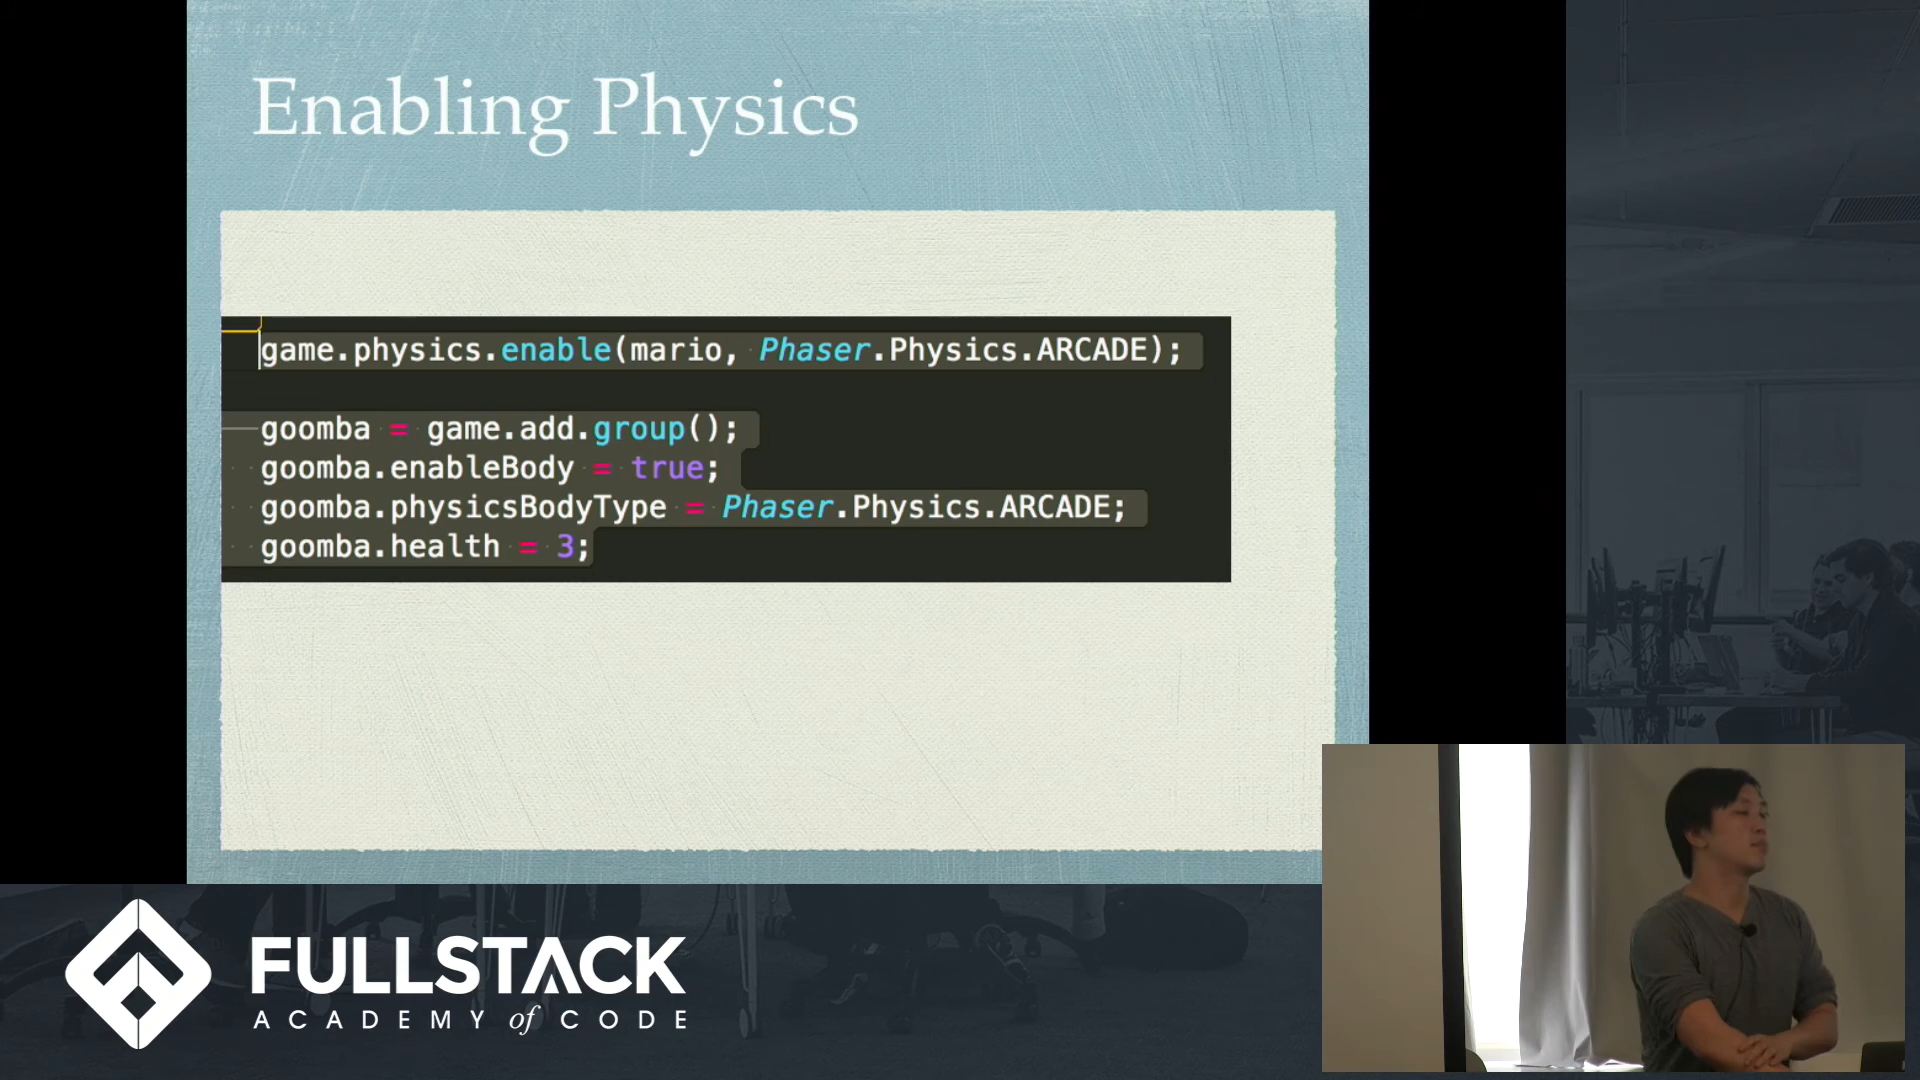 Enabling Physics
game.physics.enable(mario, Phaser.Physics.ARCADE);
goomba = game.add.group();
goomba.enableBody = true;
goomba.physicsBodyType = Phaser.Physics.ARCADE;
goomba.health = 3;
FULLSTACK
ACADEMY of CODE